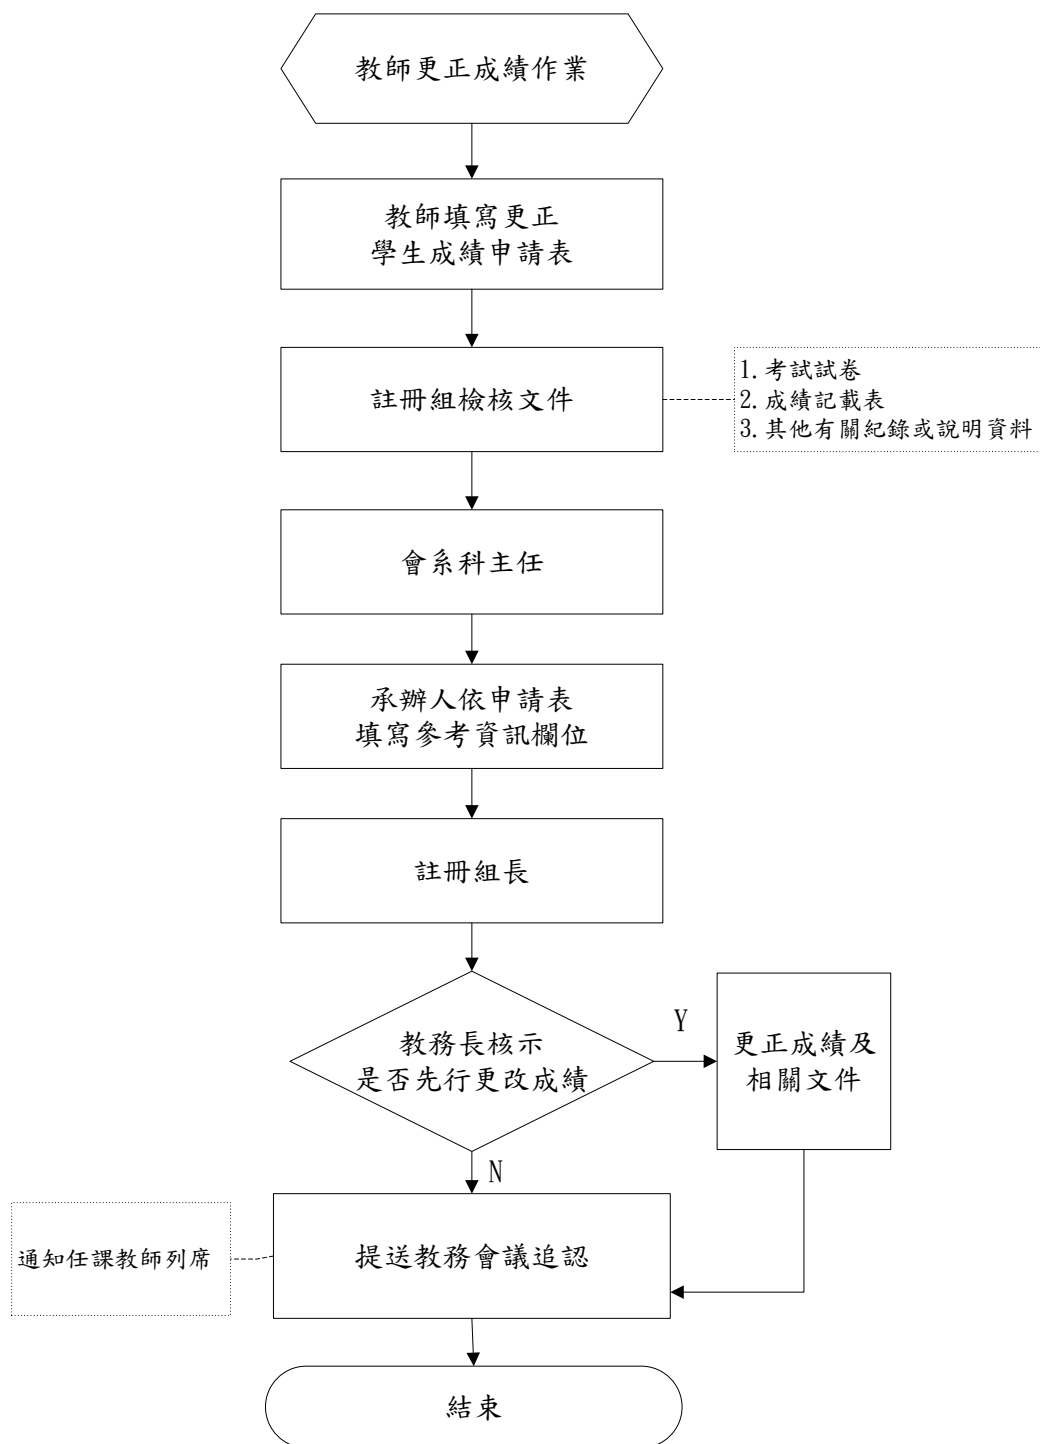 教師更正成績作業
教師填寫更正
學生成績申請表
註冊組檢核文件
1.考試試卷
2.成績記載表
3.其他有關紀錄或說明資料
會系科主任
承辦人依申請表
填寫參考資訊欄位
註冊組長
教務長核示
是否先行更改成績
Y
更正成績及
相關文件
N
提送教務會議追認
通知任課教師列席
結束